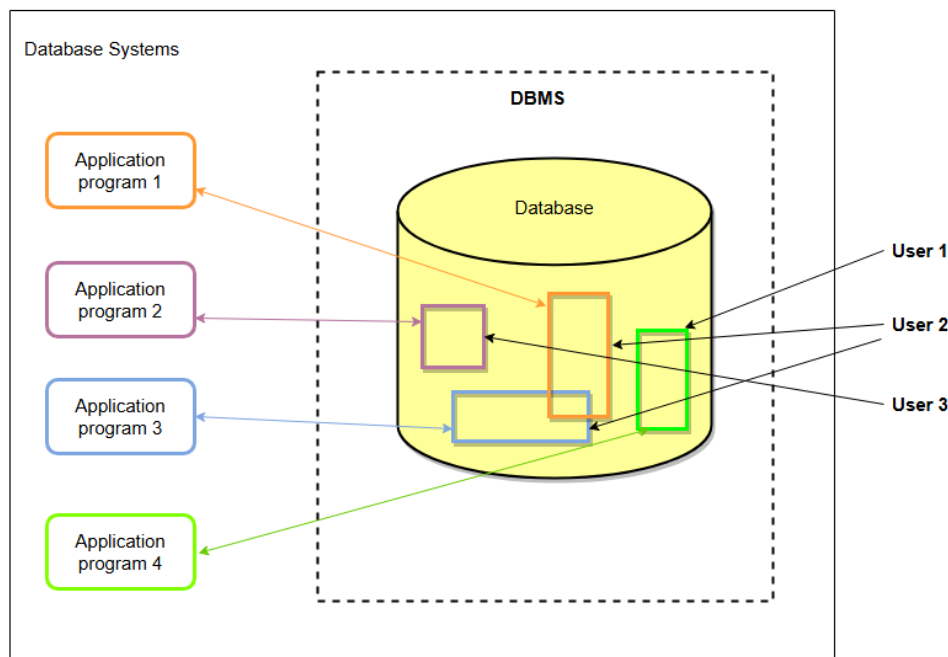 Database Systems
DBMS
Application
program 1
Database
User 1
Application
program 2
User 2
Application
program 3
User 3
Application
program 4